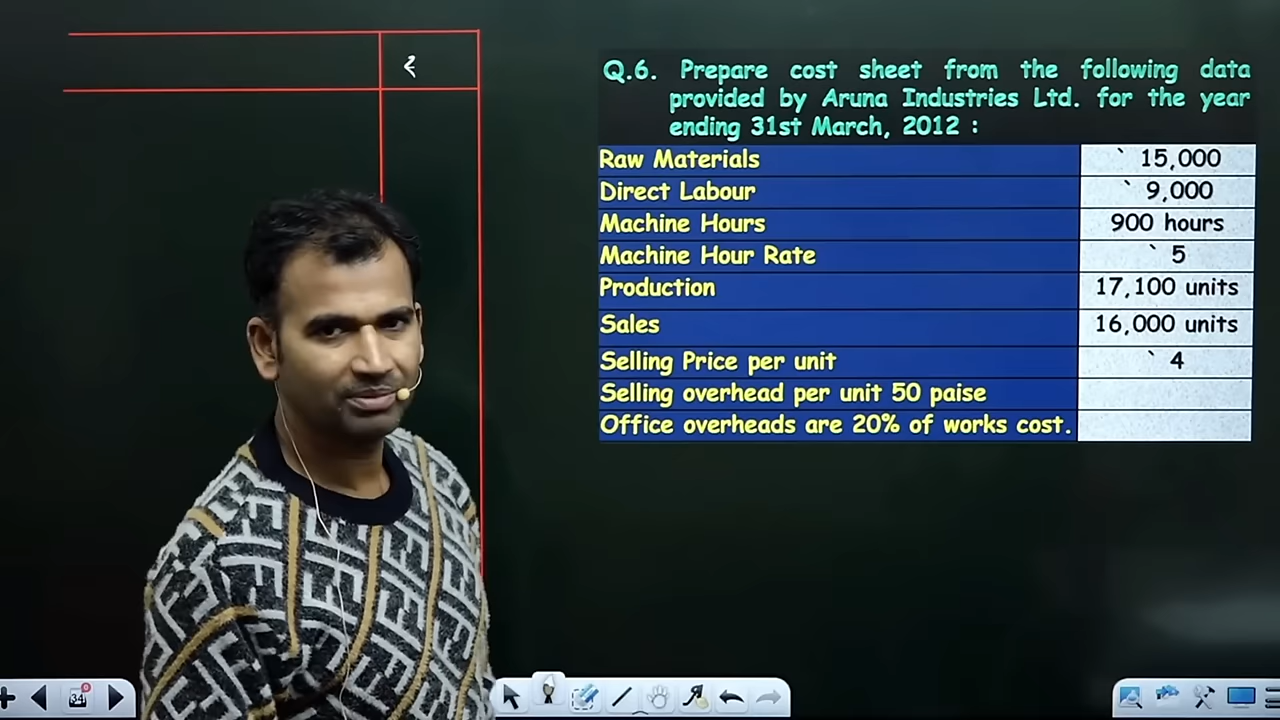 ₹
Q.6. Prepare cost sheet from the following data
provided by Aruna Industries Ltd. for the year
ending 31st March, 2012 :
Raw Materials ` 15,000
Direct Labour ` 9,000
Machine Hours 900 hours
Machine Hour Rate ` 5
Production 17,100 units
Sales 16,000 units
Selling Price per unit ` 4
Selling overhead per unit 50 paise
Office overheads are 20% of works cost.
34